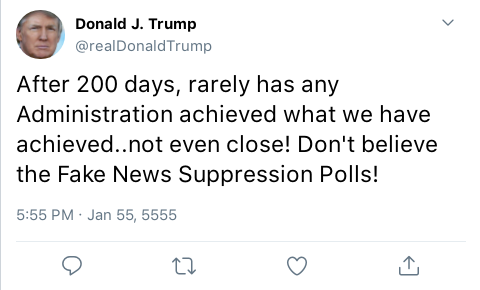 Donald J. Trump
@realDonaldTrump
After 200 days, rarely has any
Administration achieved what we have
achieved..not even close! Don't believe
the Fake News Suppression Polls!
5:55 PM · Jan 55, 5555